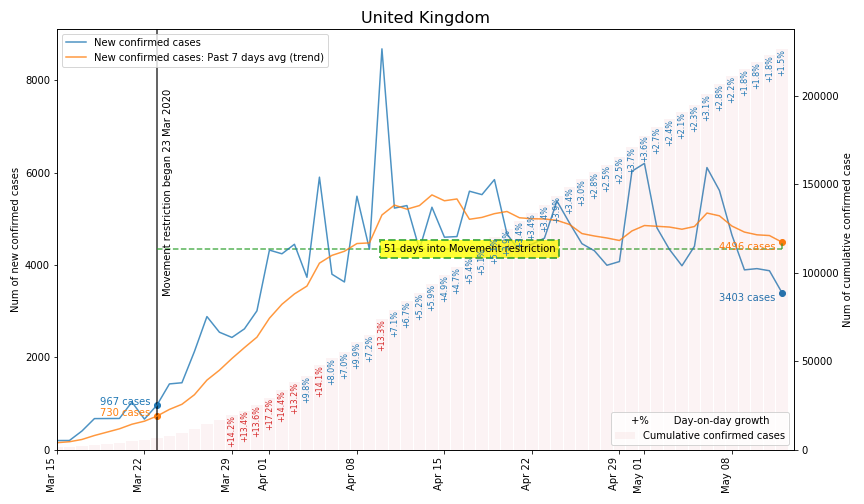 United Kingdom
New confirmed cases
New confirmed cases: Past 7 days avg (trend)
Movement restriction began 23 Mar 2020
51 days into Movement restriction
967 cases
730 cases
4496 cases
3403 cases
+14.2%
+13.4%
+13.6%
+17.2%
+14.4%
+13.2%
+9.8%
+14.1%
+8.0%
+7.0%
+9.9%
+7.2%
+13.3%
+7.1%
+6.7%
+5.2%
+5.9%
+4.9%
+4.7%
+5.4%
+3.4%
+3.4%
+3.0%
+2.8%
+2.5%
+2.5%
+3.7%
+3.6%
+2.7%
+2.4%
+2.1%
+2.3%
+3.1%
+2.8%
+2.2%
+1.8%
+1.8%
+1.8%
+1.5%
+% Day-on-day growth
Cumulative confirmed cases
Num of new confirmed cases
0
2000
4000
6000
8000
Num of cumulative confirmed case
0
50000
100000
150000
200000
Mar 15
Mar 22
Mar 29
Apr 01
Apr 08
Apr 15
Apr 22
Apr 29
May 01
May 08